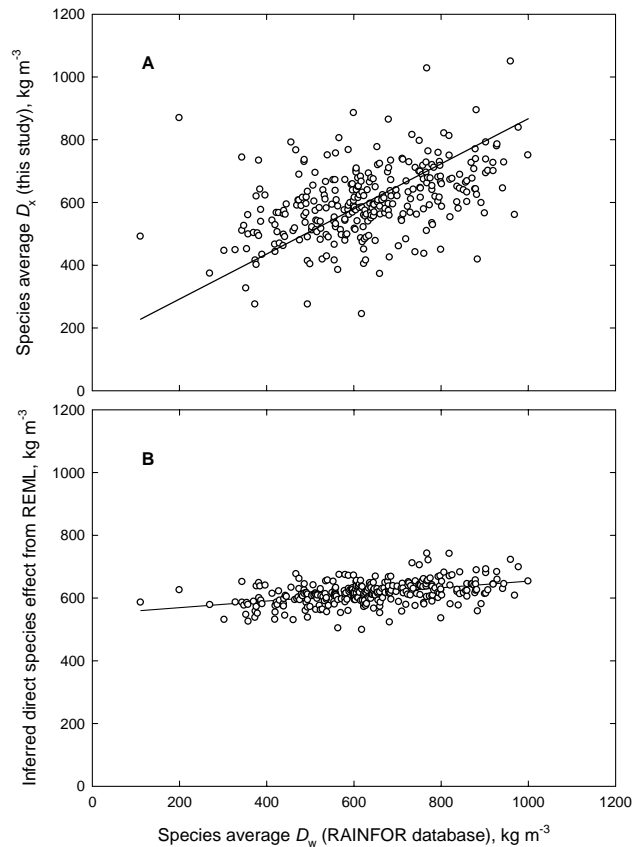 1200
1000
800
600
400
200
0
Species average Dx (this study), kg m-3
A
1200
1000
800
600
400
200
0
Inferred direct species effect from REML, kg m-3
B
0 200 400 600 800 1000 1200
Species average Dw (RAINFOR database), kg m-3